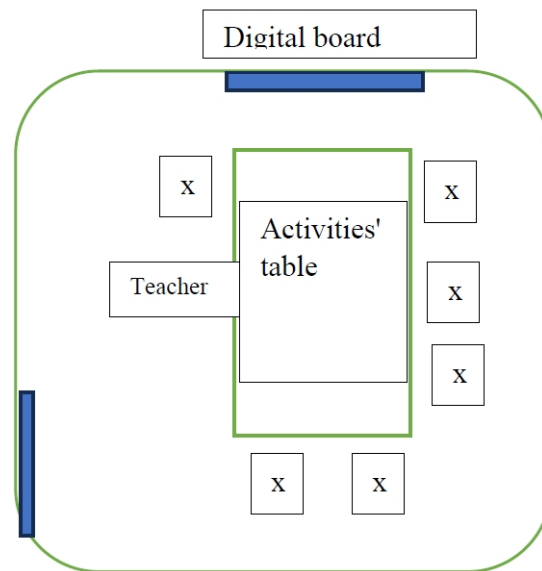 Digital board
x
x
Activities'
table
Teacher
x
x
x
x